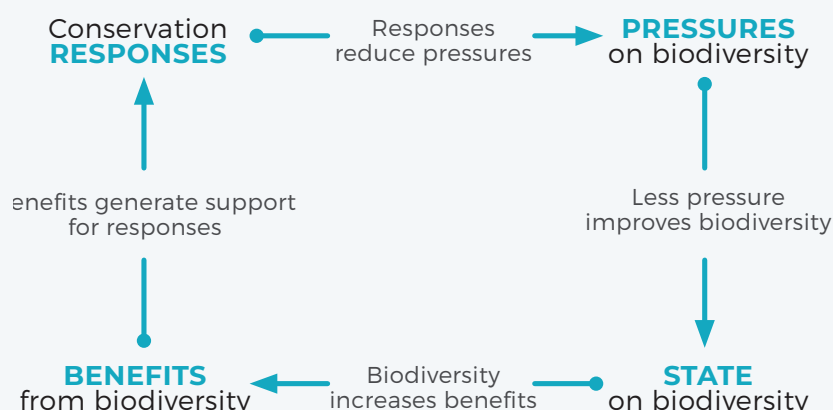 Conservation
RESPONSES
Responses
reduce pressures
PRESSURES
on biodiversity
enefits generate support
for responses
Less pressure
improves biodiversity
BENEFITS
from biodiversity
Biodiversity
increases benefits
STATE
on biodiversity